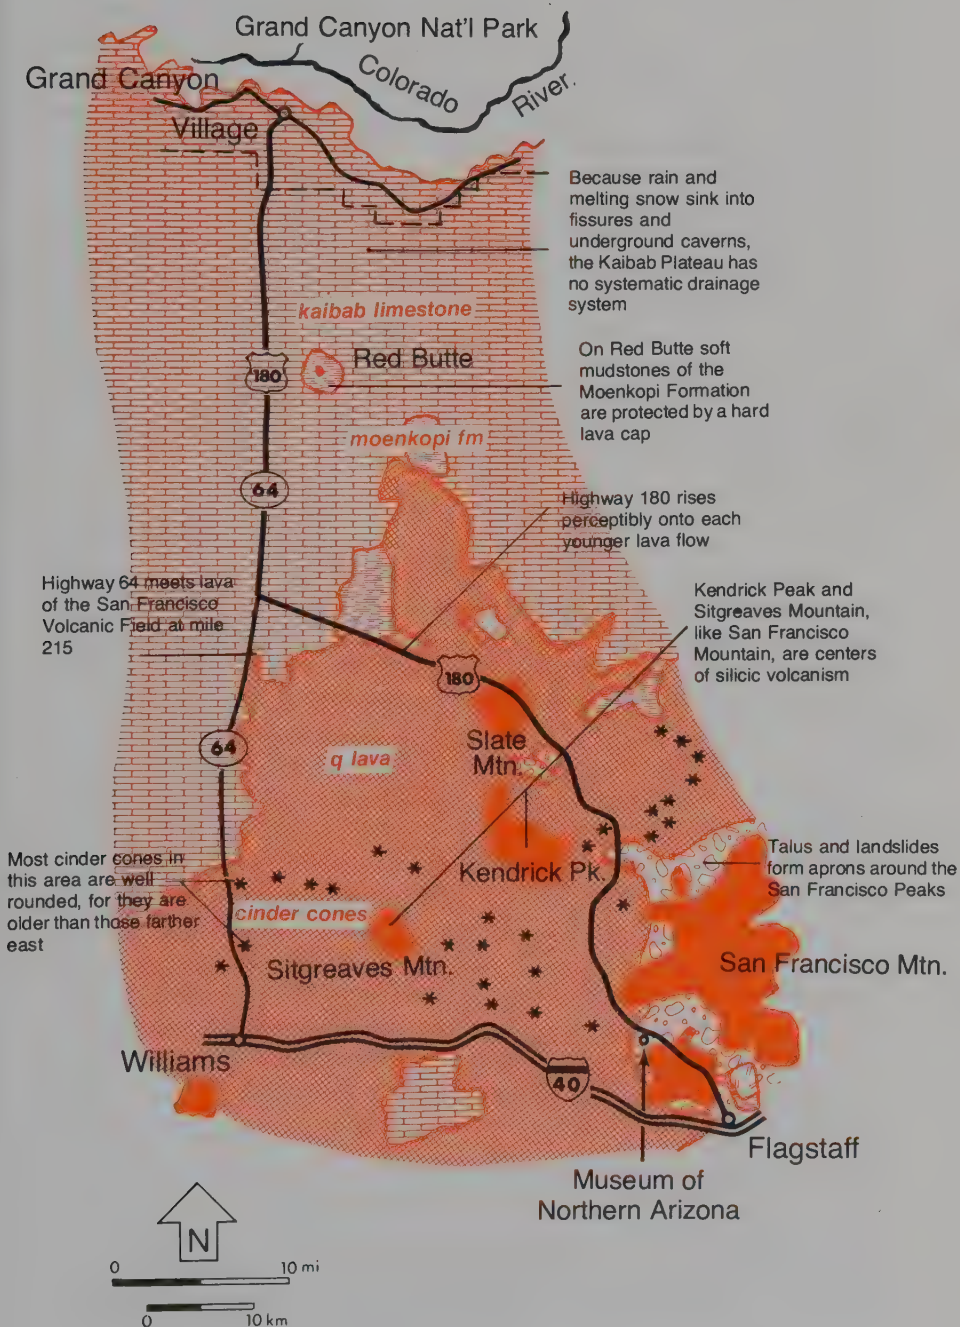 Grand Canyon Nat'l Park
Colorado
River.
Grand Canyon
Village
Because rain and
melting snow sink into
fissures and
underground caverns,
the Kaibab Plateau has
no systematic drainage
system
kaibab limestone
180
Red Butte
On Red Butte soft
mudstones of the
Moenkopi Formation
are protected by a hard
lava cap
moenkopi fm
64
Highway 180 rises
perceptibly onto each
younger lava flow
Highway 64 meets lava
of the San Francisco
Volcanic Field at mile
215
Kendrick Peak and
Sitgreaves Mountain,
like San Francisco
Mountain, are centers
of silicic volcanism
180
64
q lava
Slate
Mtn.
Kendrick Pk.
Most cinder cones in
this area are well
rounded, for they are
older than those farther
east
Talus and landslides
form aprons around the
San Francisco Peaks
cinder cones
Sitgreaves Mtn.
San Francisco Mtn.
Williams
40
Flagstaff
Museum of
Northern Arizona
N
0 10 mi
0 10 km